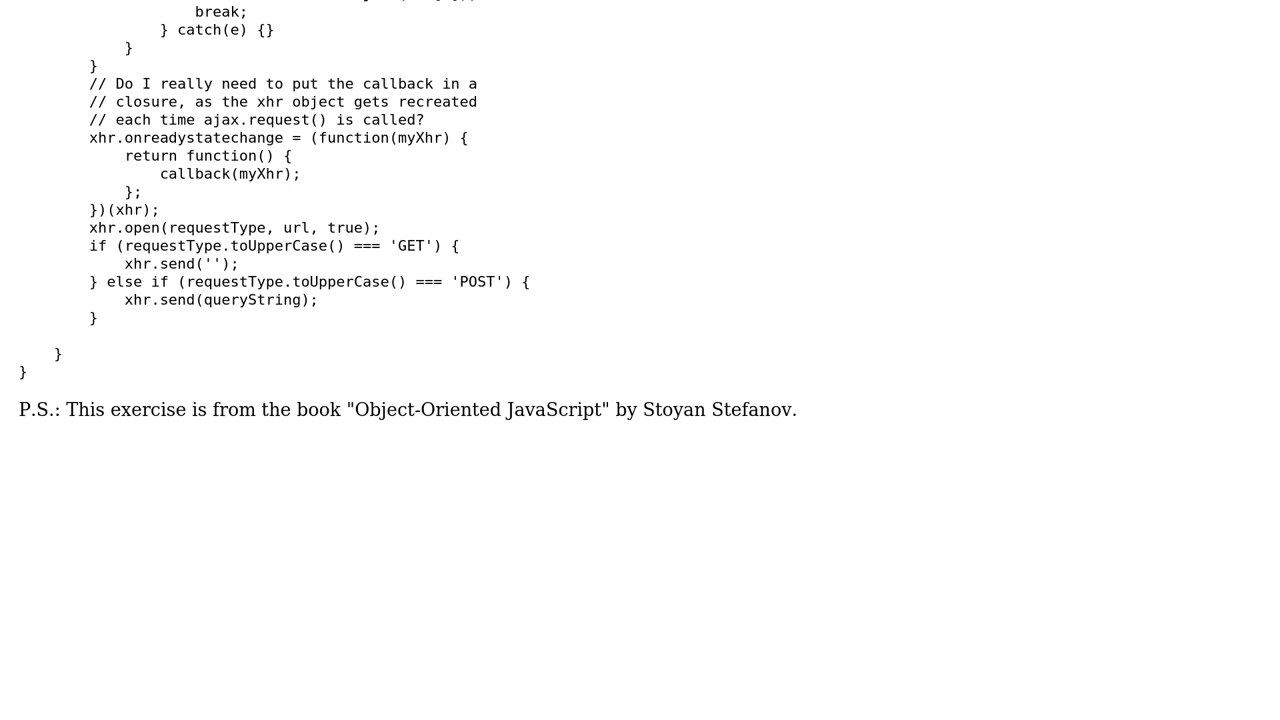 break;
} catch(e) {}
}
}
// Do I really need to put the callback in a
// closure, as the xhr object gets recreated
// each time ajax.request() is called?
xhr.onreadystatechange = (function(myXhr) {
return function() {
callback(myXhr);
};
})(xhr);
xhr.open(requestType, url, true);
if (requestType.toUpperCase() === 'GET') {
xhr.send('');
} else if (requestType.toUpperCase() === 'POST') {
xhr.send(queryString);
}
}
}
P.S.: This exercise is from the book "Object-Oriented JavaScript" by Stoyan Stefanov.